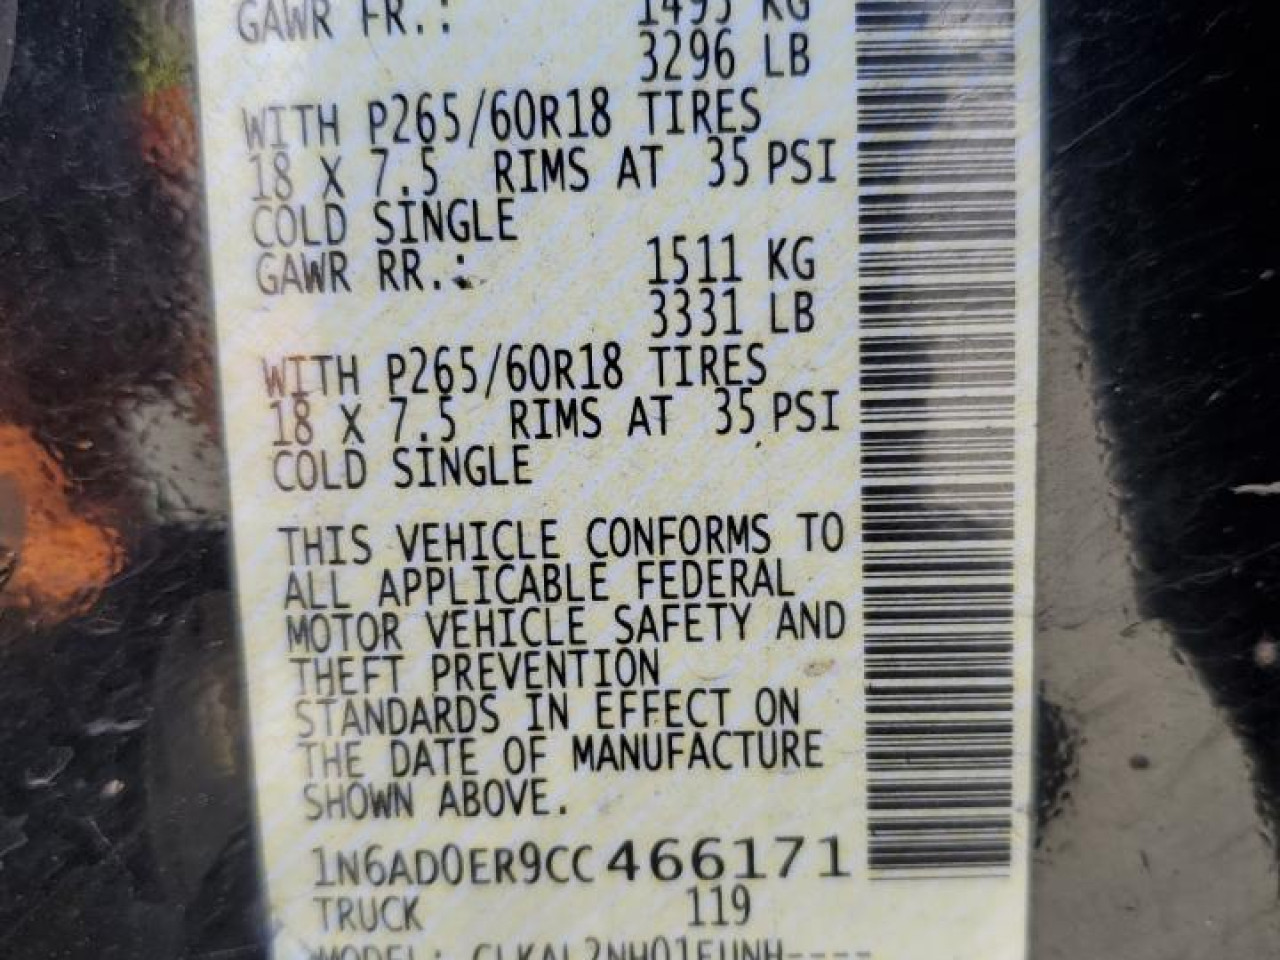 GAWR FR.: 1495 KG
3296 LB
WITH P265/60R18 TIRES
18 X 7.5 RIMS AT 35 PSI
COLD SINGLE
GAWR RR.: 1511 KG
3331 LB
WITH P265/60R18 TIRES
18 X 7.5 RIMS AT 35 PSI
COLD SINGLE
THIS VEHICLE CONFORMS TO
ALL APPLICABLE FEDERAL
MOTOR VEHICLE SAFETY AND
THEFT PREVENTION
STANDARDS IN EFFECT ON
THE DATE OF MANUFACTURE
SHOWN ABOVE.
1N6AD0ER9CC466171
TRUCK 119
MODEL: